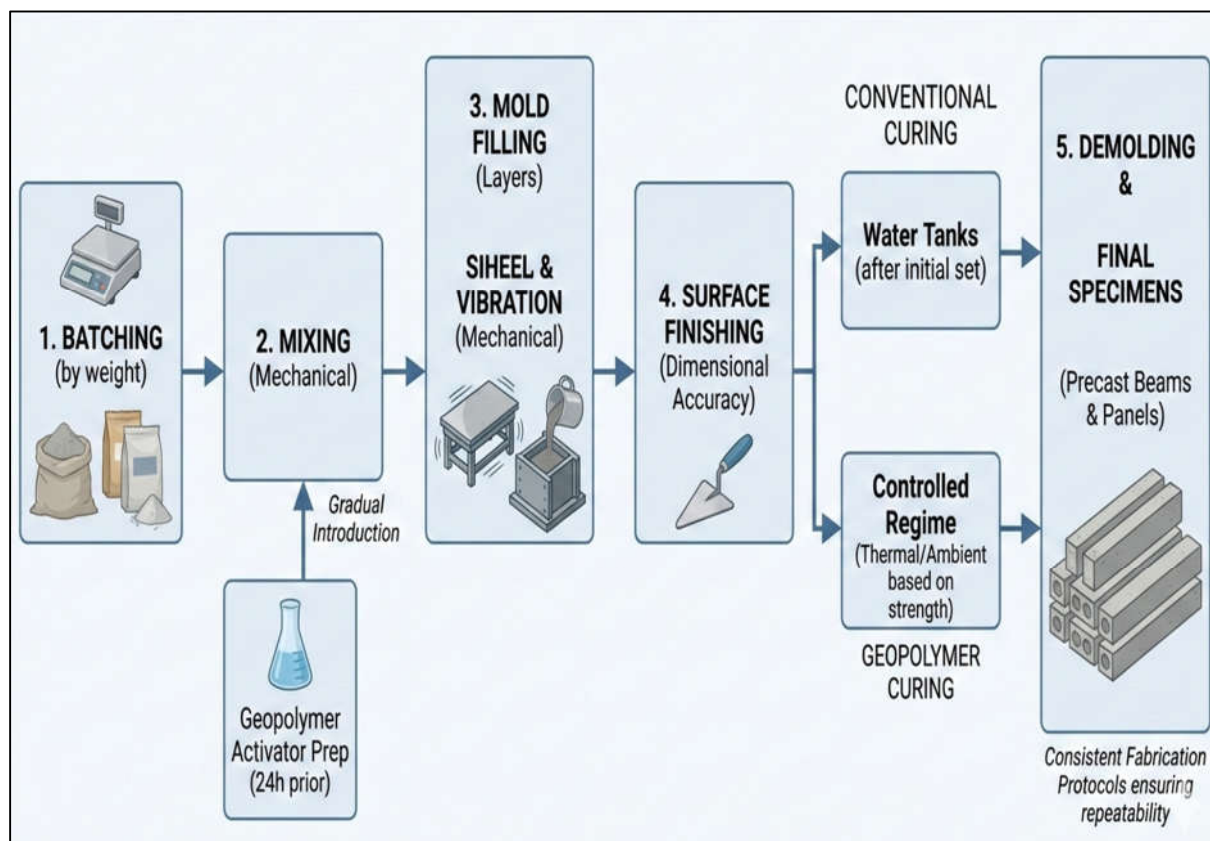 1. BATCHING
(by weight)
2. MIXING
(Mechanical)
Gradual
Introduction
Geopolymer
Activator Prep
(24h prior)
3. MOLD
FILLING
(Layers)
SIHEEL &
VIBRATION
(Mechanical)
4. SURFACE
FINISHING
(Dimensional
Accuracy)
CONVENTIONAL
CURING
Water Tanks
(after initial set)
Controlled
Regime
(Thermal/Ambient
based on
strength)
GEOPOLYMER
CURING
5. DEMOLDING
&
FINAL
SPECIMENS
(Precast Beams
& Panels)
Consistent Fabrication
Protocols ensuring
repeatability